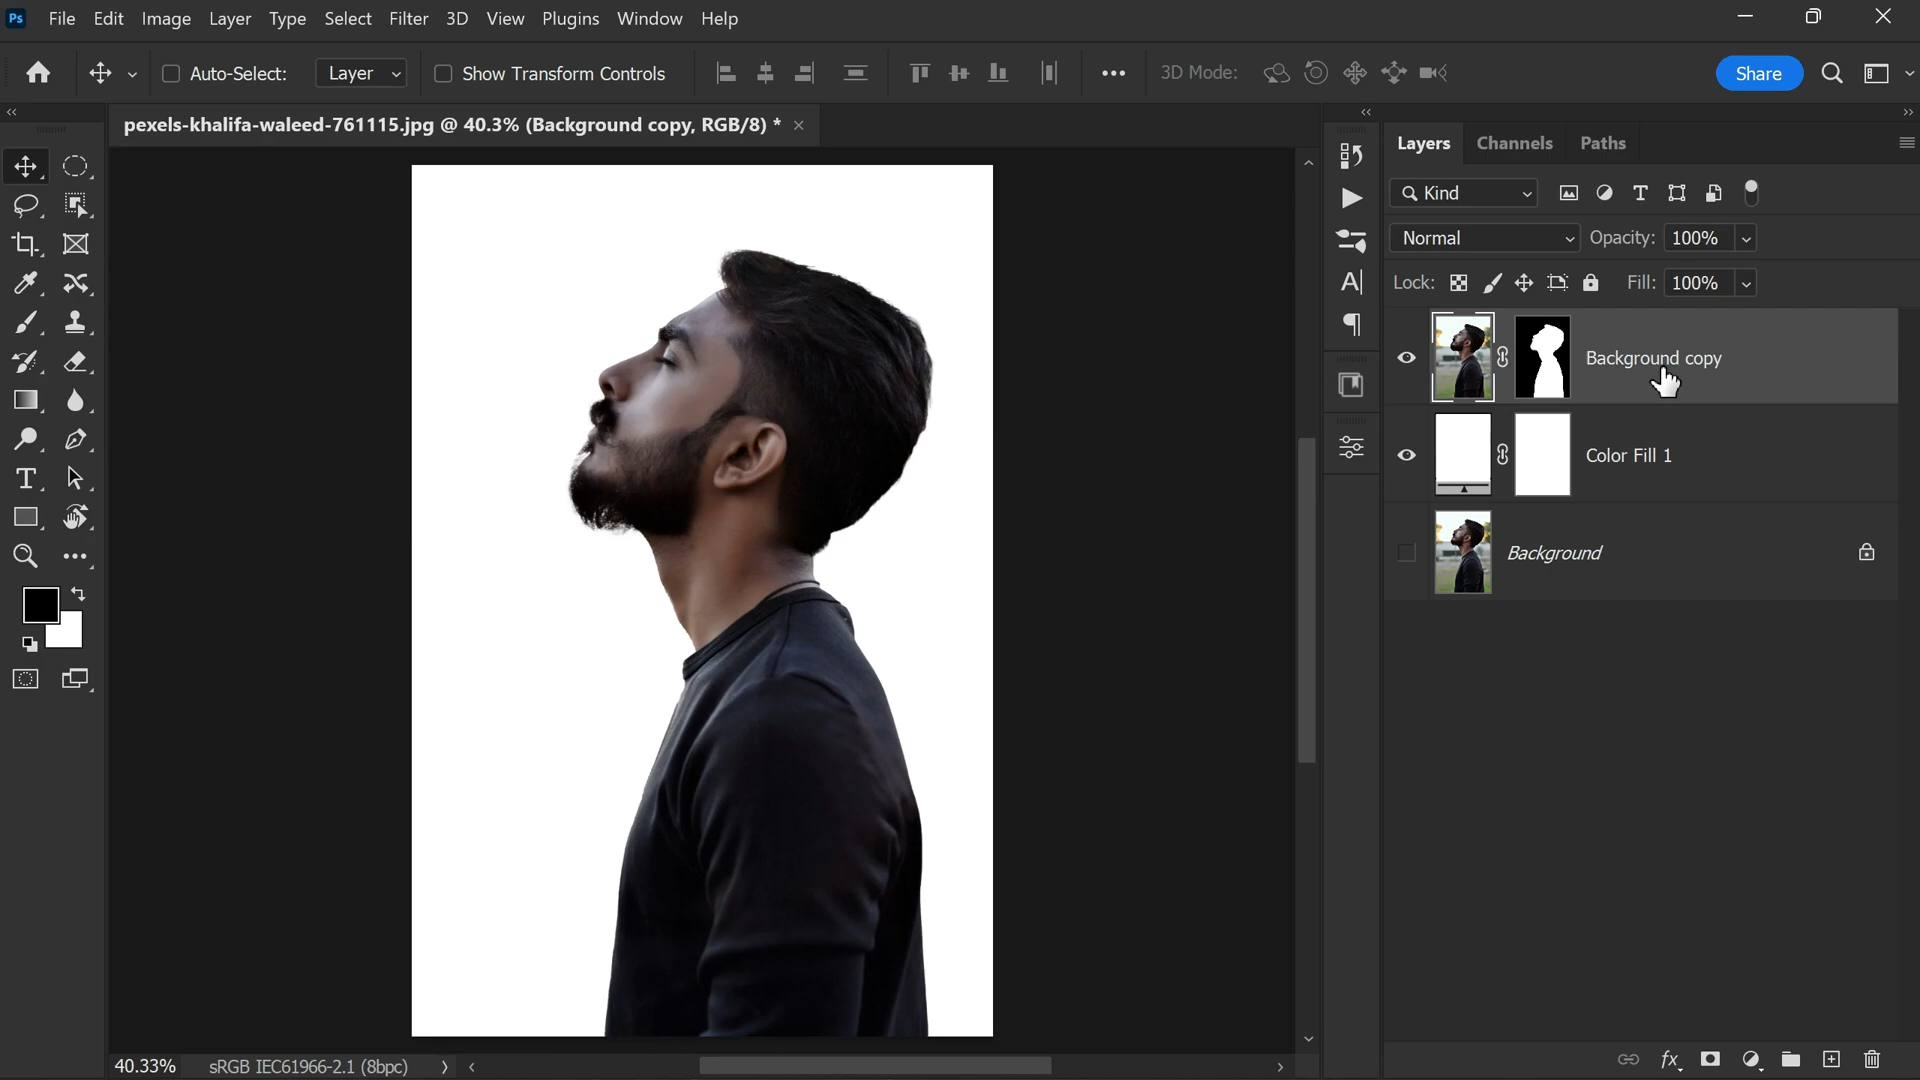 Ps File Edit Image Layer Type Select Filter 3D View Plugins Window Help
Auto-Select: Layer Show Transform Controls 3D Mode: Share
pexels-khalifa-waleed-761115.jpg @ 40.3% (Background copy, RGB/8) *
Layers Channels Paths
Kind
Normal Opacity: 100%
Lock: Fill: 100%
Background copy
Color Fill 1
Background
40.33% sRGB IEC61966-2.1 (8bpc)